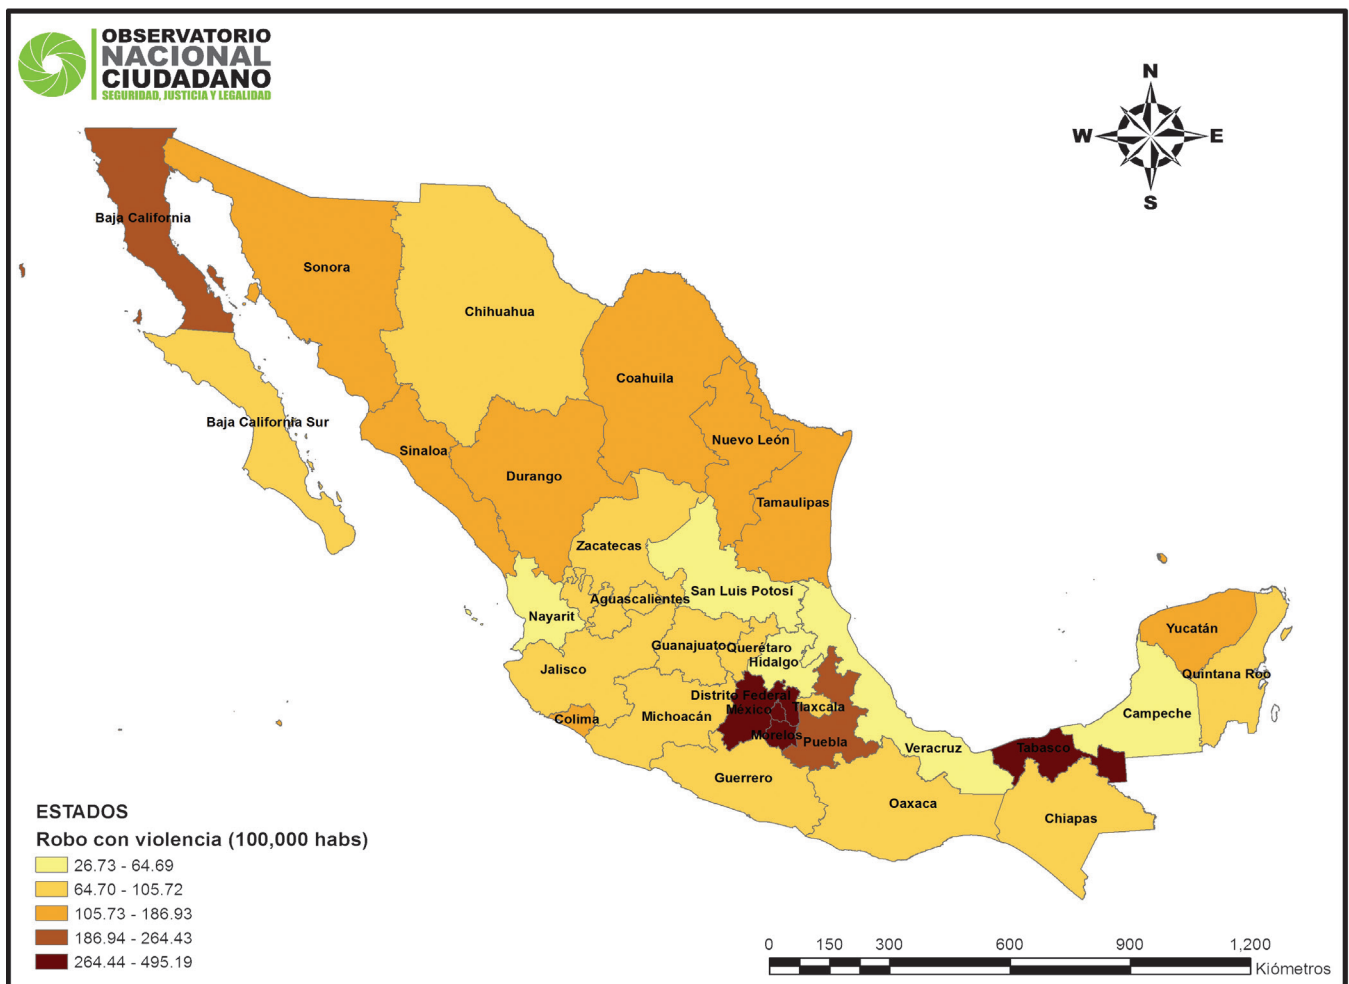 OBSERVATORIO
NACIONAL
CIUDADANO
SEGURIDAD, JUSTICIA Y LEGALIDAD
N
W
E
S
Baja California
Sonora
Chihuahua
Coahuila
Baja California Sur
Sinaloa
Nuevo León
Durango
Tamaulipas
Zacatecas
San Luis Potosí
Aguascalientes
Nayarit
Yucatán
Guanajuato
Querétaro
Hidalgo
Jalisco
Quintana Roo
Distrito Federal
México
Tlaxcala
Campeche
Colima
Michoacán
Morelos
Puebla
Veracruz
Tabasco
Guerrero
Oaxaca
Chiapas
ESTADOS
Robo con violencia (100,000 habs)
26.73 - 64.69
64.70 - 105.72
105.73 - 186.93
186.94 - 264.43
264.44 - 495.19
0 150 300 600 900 1,200
Kiómetros